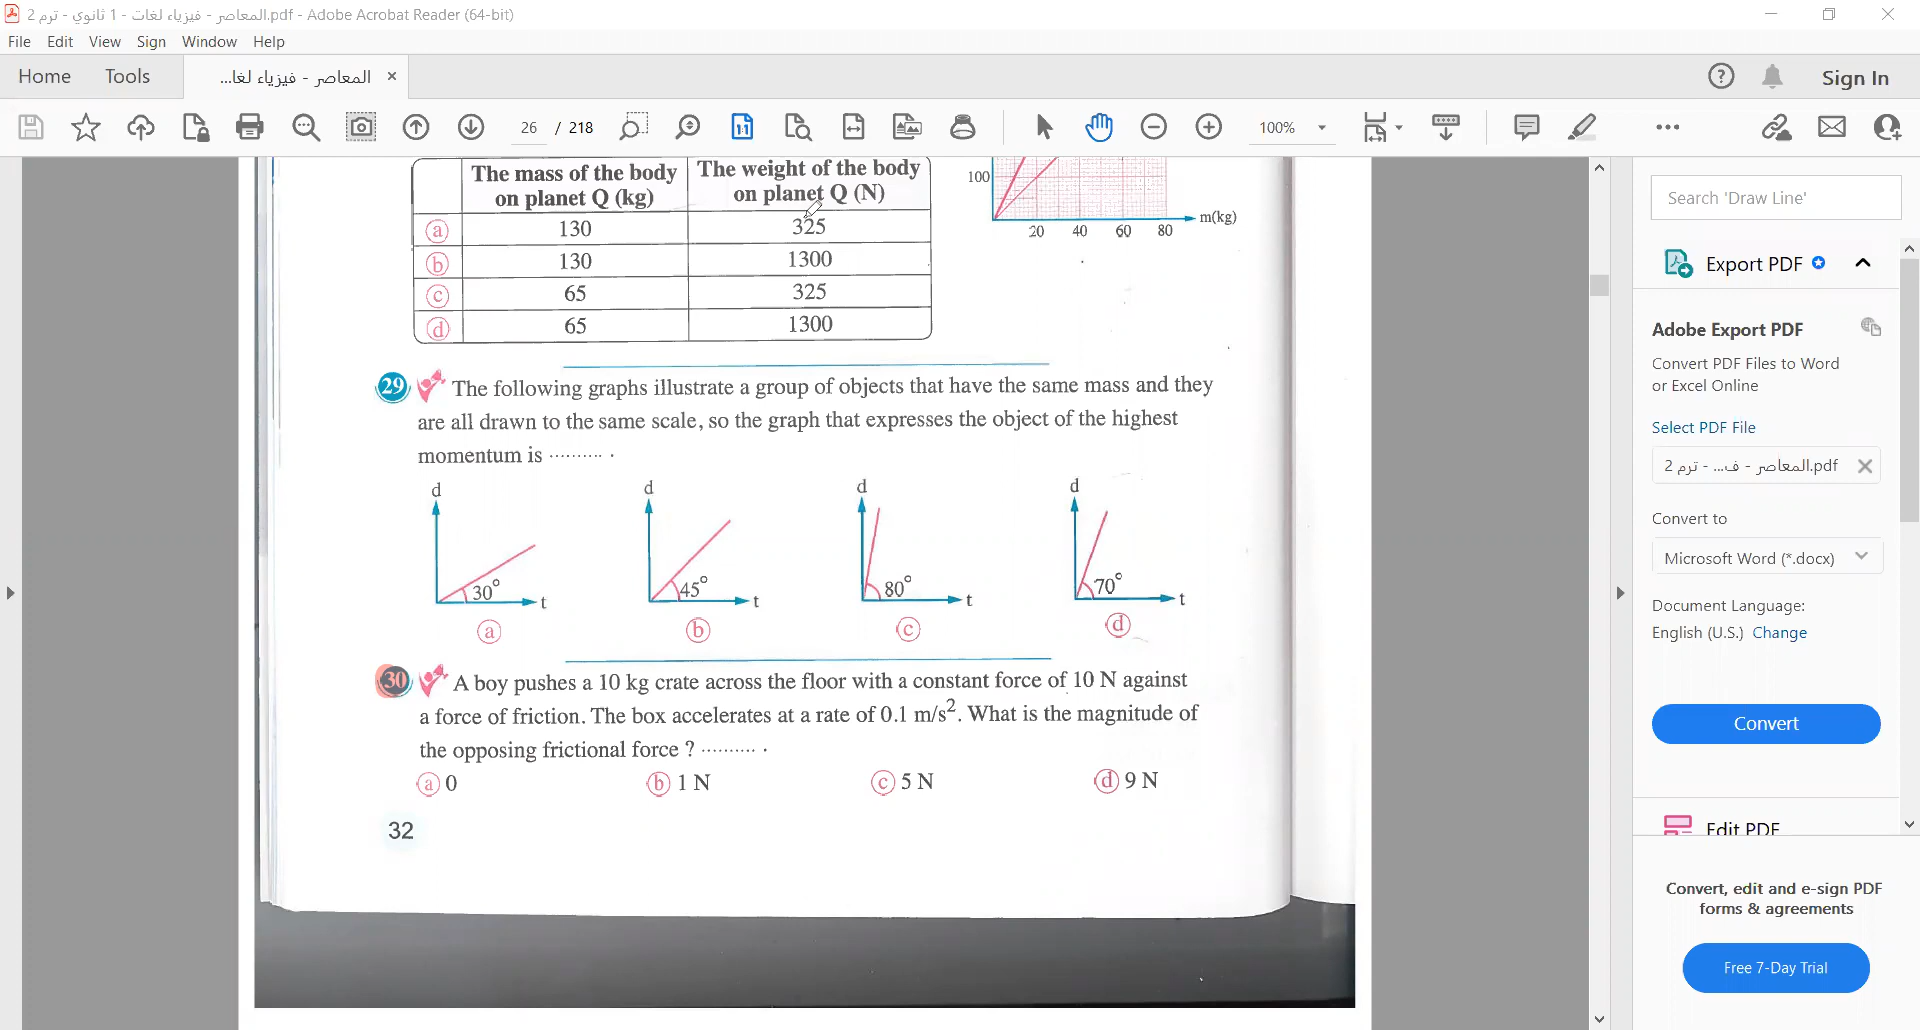 المعاصر - فيزياء لغات - 1 ثانوي - ترم 2.pdf - Adobe Acrobat Reader (64-bit)
File Edit View Sign Window Help
Home Tools المعاصر - فيزياء لغا... ×
26 / 218 100%
The mass of the body on planet Q (kg) The weight of the body on planet Q (N)
a 130 325
b 130 1300
c 65 325
d 65 1300
100
m(kg)
20 40 60 80
29 The following graphs illustrate a group of objects that have the same mass and they
are all drawn to the same scale, so the graph that expresses the object of the highest
momentum is .......... .
d d d d
30° 45° 80° 70°
t t t t
a b c d
30 A boy pushes a 10 kg crate across the floor with a constant force of 10 N against
a force of friction. The box accelerates at a rate of 0.1 m/s². What is the magnitude of
the opposing frictional force ? .......... .
a 0 b 1 N c 5 N d 9 N
32
Sign In
Search 'Draw Line'
Export PDF
Adobe Export PDF
Convert PDF Files to Word
or Excel Online
Select PDF File
المعاصر - ف... - ترم 2.pdf
Convert to
Microsoft Word (*.docx)
Document Language:
English (U.S.) Change
Convert
Edit PDF
Convert, edit and e-sign PDF
forms & agreements
Free 7-Day Trial